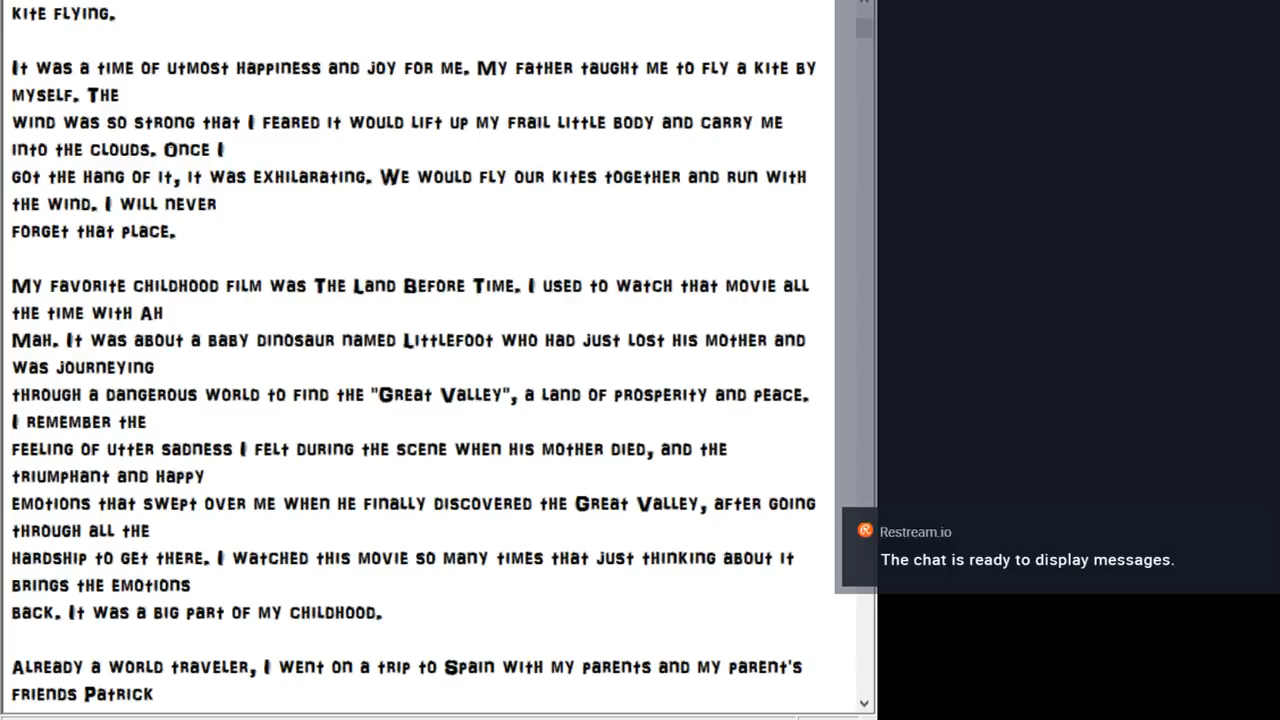 kite flying.
It was a time of utmost happiness and joy for me. My father taught me to fly a kite by
myself. The
wind was so strong that I feared it would lift up my frail little body and carry me
into the clouds. Once I
got the hang of it, it was exhilarating. We would fly our kites together and run with
the wind. I will never
forget that place.
My favorite childhood film was The Land Before Time. I used to watch that movie all
the time with Ah
Mah. It was about a baby dinosaur named Littlefoot who had just lost his mother and
was journeying
through a dangerous world to find the "Great Valley", a land of prosperity and peace.
I remember the
feeling of utter sadness I felt during the scene when his mother died, and the
triumphant and happy
emotions that swept over me when he finally discovered the Great Valley, after going
through all the
hardship to get there. I watched this movie so many times that just thinking about it
brings the emotions
back. It was a big part of my childhood.
Already a world traveler, I went on a trip to Spain with my parents and my parent's
friends Patrick
Restream.io
The chat is ready to display messages.